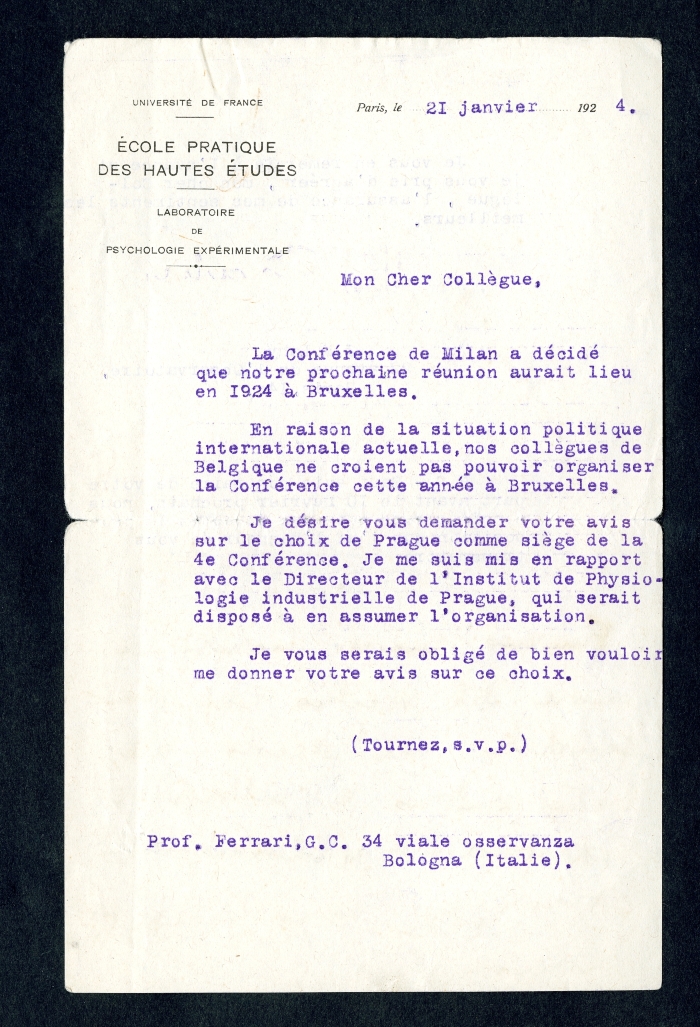 UNIVERSITÉ DE FRANCE
Paris, le 21 janvier 1924.
ÉCOLE PRATIQUE
DES HAUTES ÉTUDES
LABORATOIRE
DE
PSYCHOLOGIE EXPÉRIMENTALE
Mon Cher Collègue,
La Conférence de Milan a décidé
que notre prochaine réunion aurait lieu
en 1924 à Bruxelles.
En raison de la situation politique
internationale actuelle,nos collègues de
Belgique ne croient pas pouvoir organiser
la Conférence cette année à Bruxelles.
Je désire vous demander votre avis
sur le choix de Prague comme siège de la
4e Conférence. Je me suis mis en rapport
avec le Directeur de l'Institut de Physio-
logie industrielle de Prague, qui serait
disposé à en assumer l'organisation.
Je vous serais obligé de bien vouloir
me donner votre avis sur ce choix.
(Tournez,s.v.p.)
Prof. Ferrari,G.C. 34 viale osservanza
Bologna (Italie).